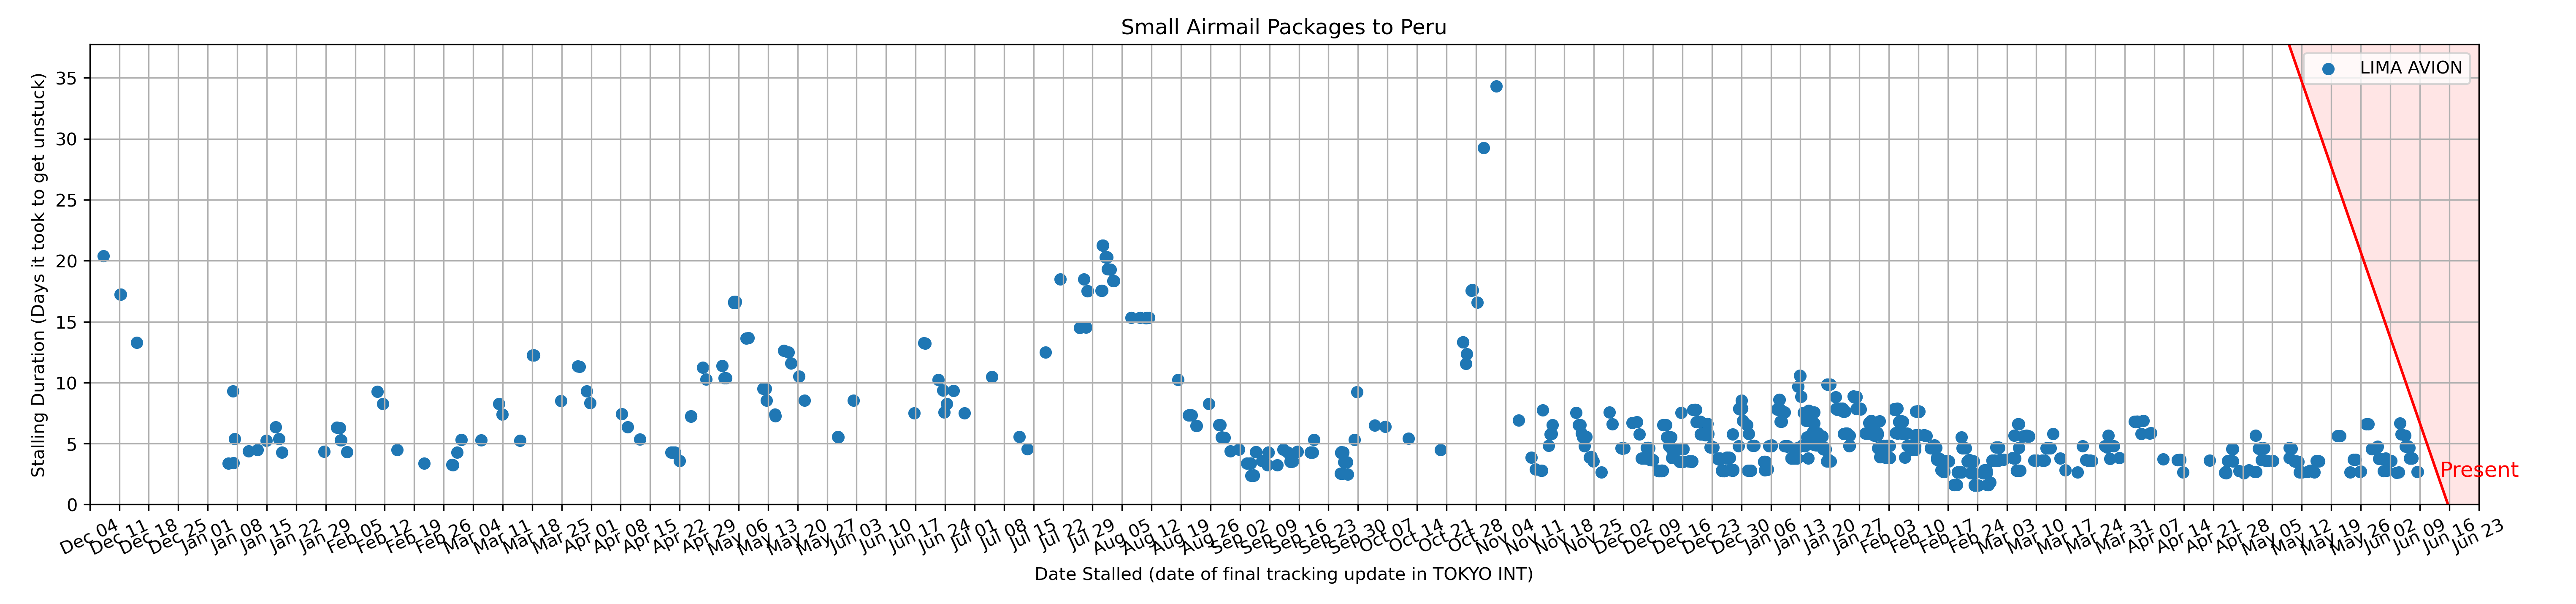 Small Airmail Packages to Peru
LIMA AVION
Stalling Duration (Days it took to get unstuck)
35
30
25
20
15
10
5
0
Present
Dec 04 Dec 11 Dec 18 Dec 25 Jan 01 Jan 08 Jan 15 Jan 22 Jan 29 Feb 05 Feb 12 Feb 19 Feb 26 Mar 04 Mar 11 Mar 18 Mar 25 Apr 01 Apr 08 Apr 15 Apr 22 Apr 29 May 06 May 13 May 20 May 27 Jun 03 Jun 10 Jun 17 Jun 24 Jul 01 Jul 08 Jul 15 Jul 22 Jul 29 Aug 05 Aug 12 Aug 19 Aug 26 Sep 02 Sep 09 Sep 16 Sep 23 Sep 30 Oct 07 Oct 14 Oct 21 Oct 28 Nov 04 Nov 11 Nov 18 Nov 25 Dec 02 Dec 09 Dec 16 Dec 23 Dec 30 Jan 06 Jan 13 Jan 20 Jan 27 Feb 03 Feb 10 Feb 17 Feb 24 Mar 03 Mar 10 Mar 17 Mar 24 Mar 31 Apr 07 Apr 14 Apr 21 Apr 28 May 05 May 12 May 19 May 26 Jun 02 Jun 09 Jun 16 Jun 23
Date Stalled (date of final tracking update in TOKYO INT)